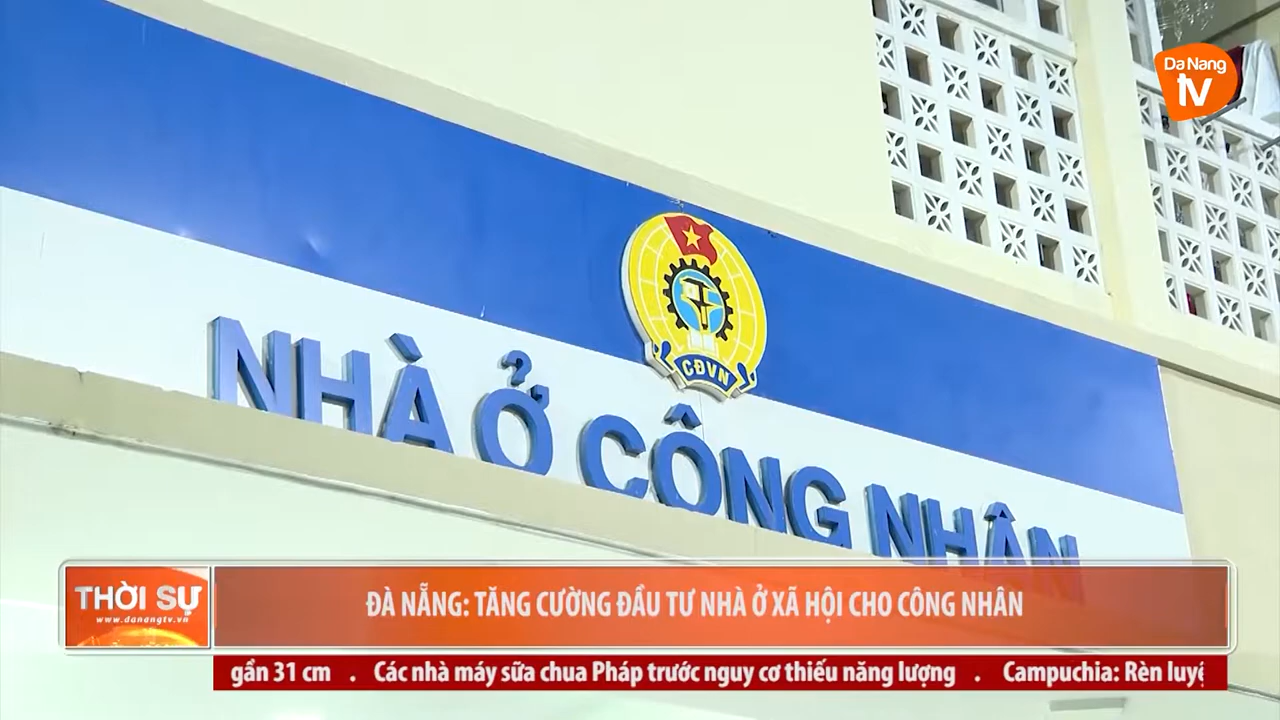 Da Nang
tv
CĐVN
NHÀ Ở CÔNG NHÂN
THỜI SỰ
www.danangtv.vn
ĐÀ NẴNG: TĂNG CƯỜNG ĐẦU TƯ NHÀ Ở XÃ HỘI CHO CÔNG NHÂN
gần 31 cm . Các nhà máy sữa chua Pháp trước nguy cơ thiếu năng lượng . Campuchia: Rèn